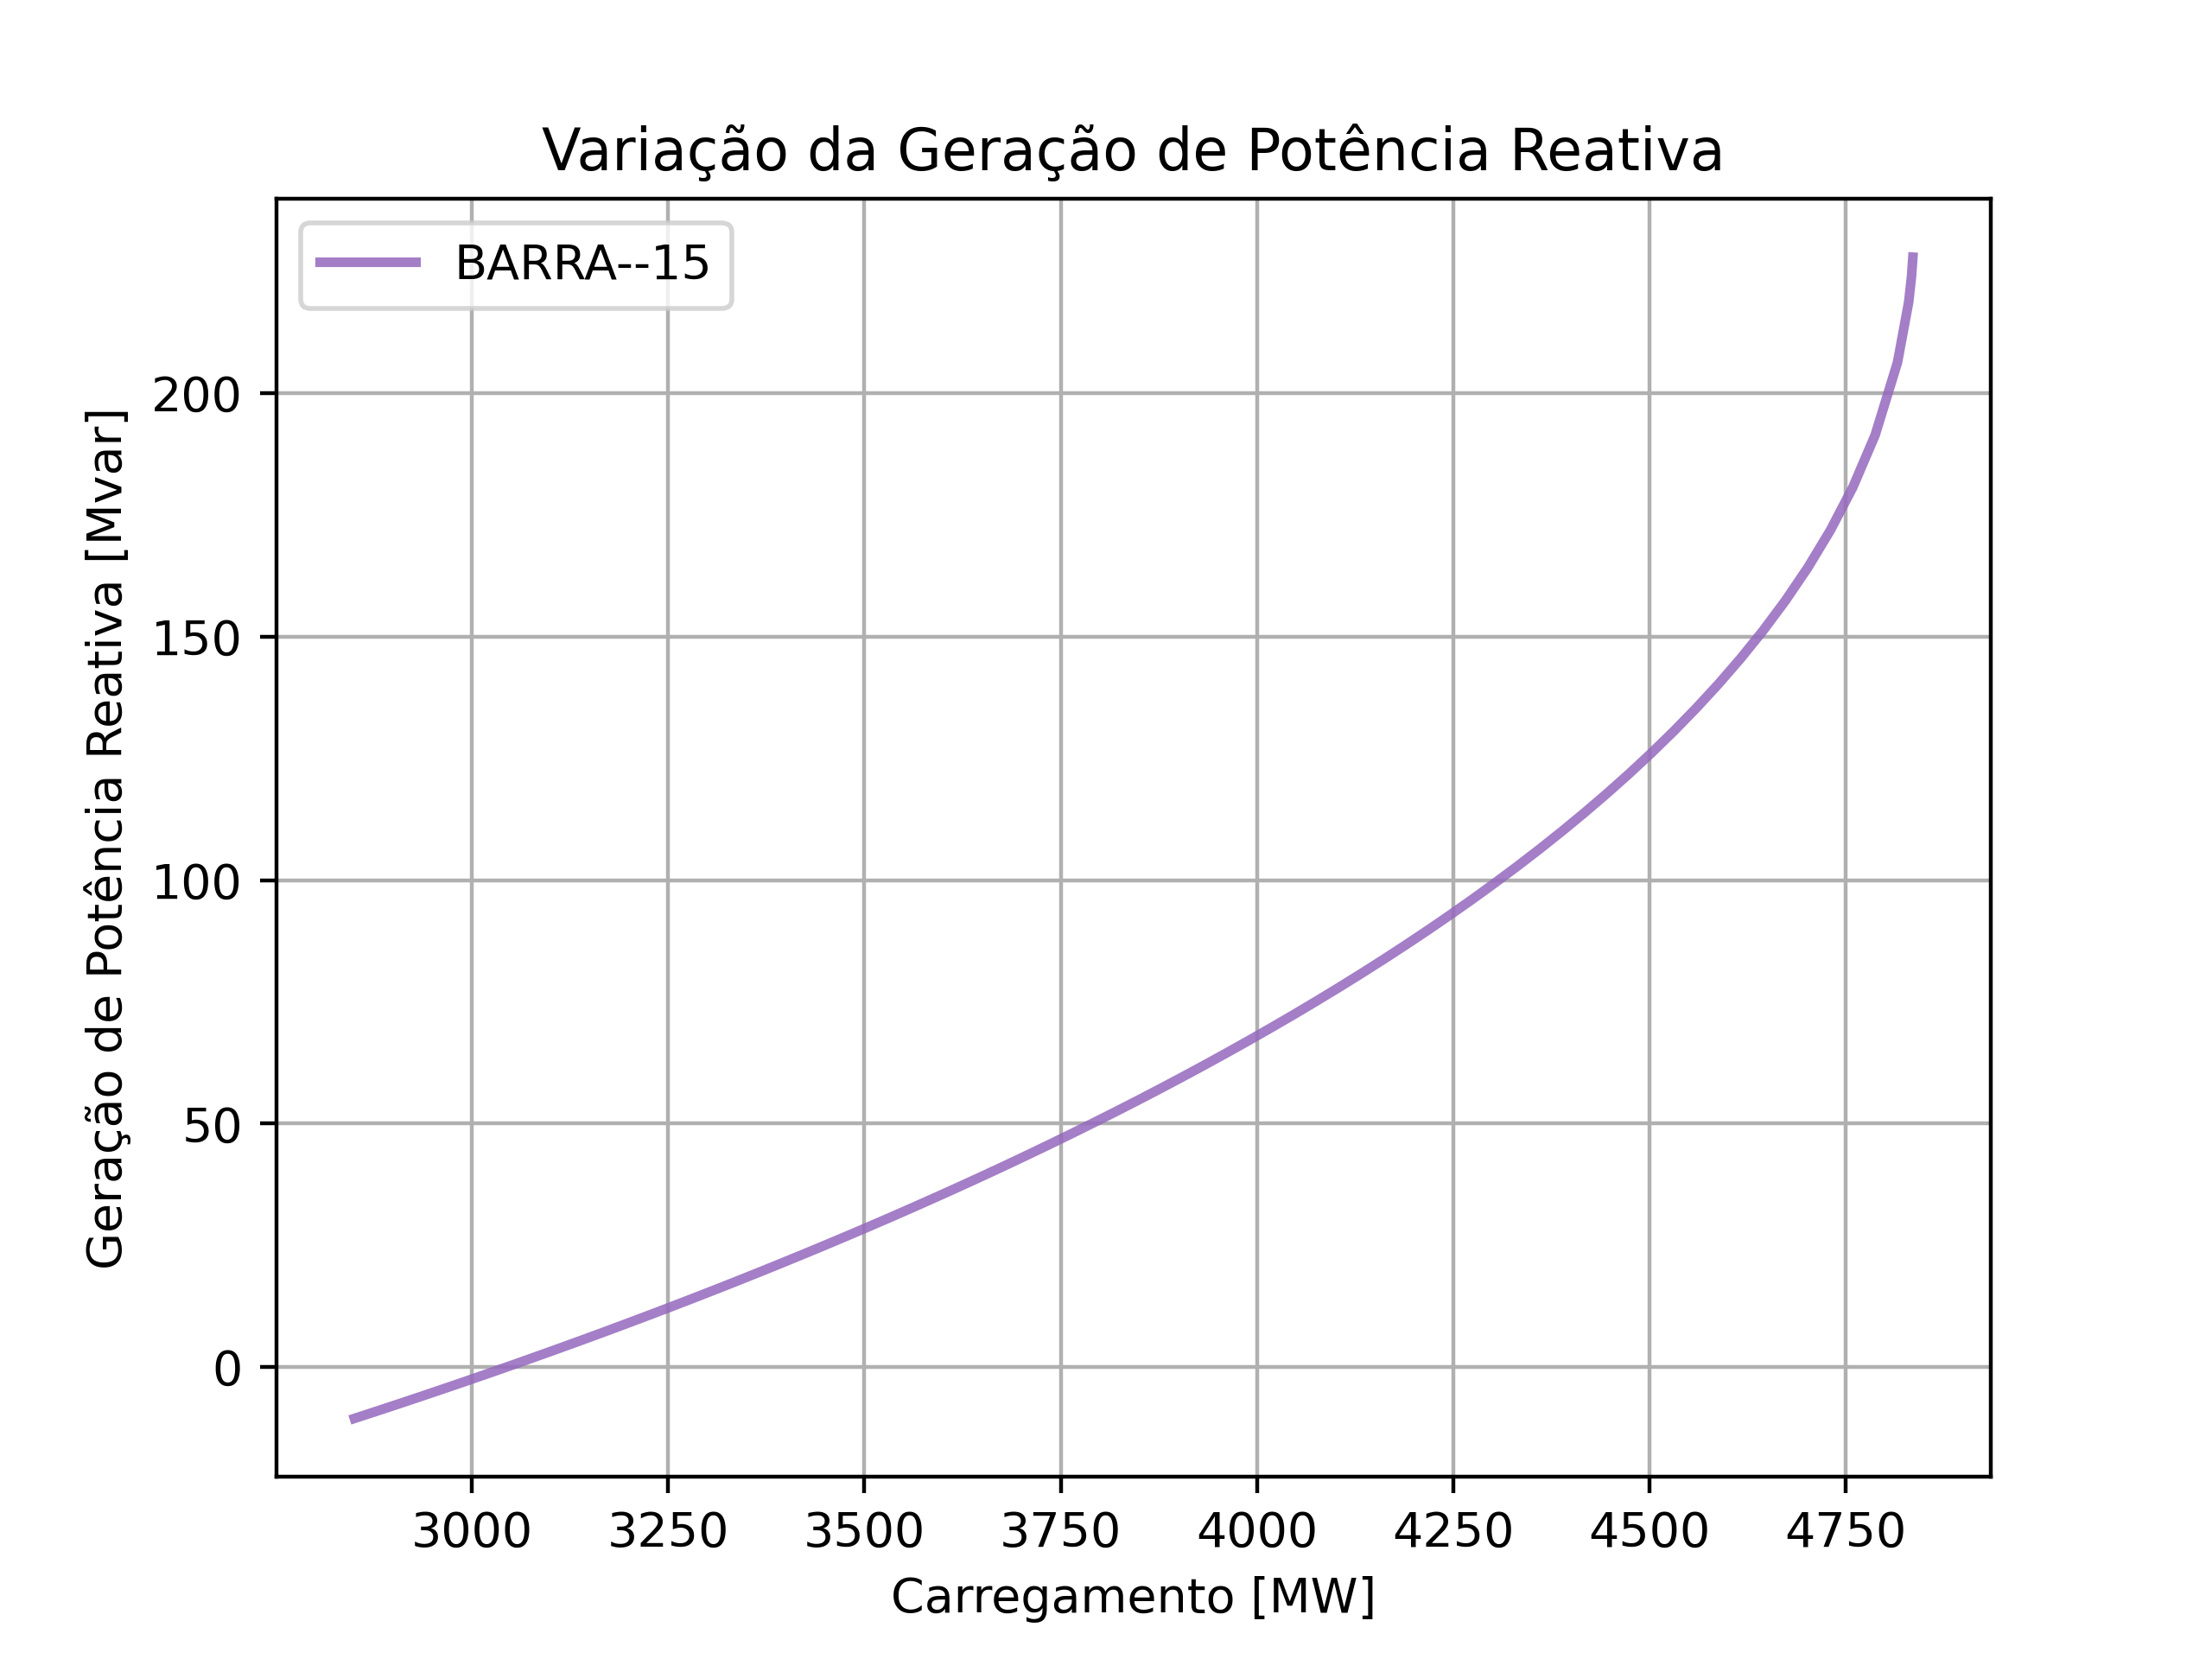 Variação da Geração de Potência Reativa
BARRA--15
Geração de Potência Reativa [Mvar]
200
150
100
50
0
3000 3250 3500 3750 4000 4250 4500 4750
Carregamento [MW]